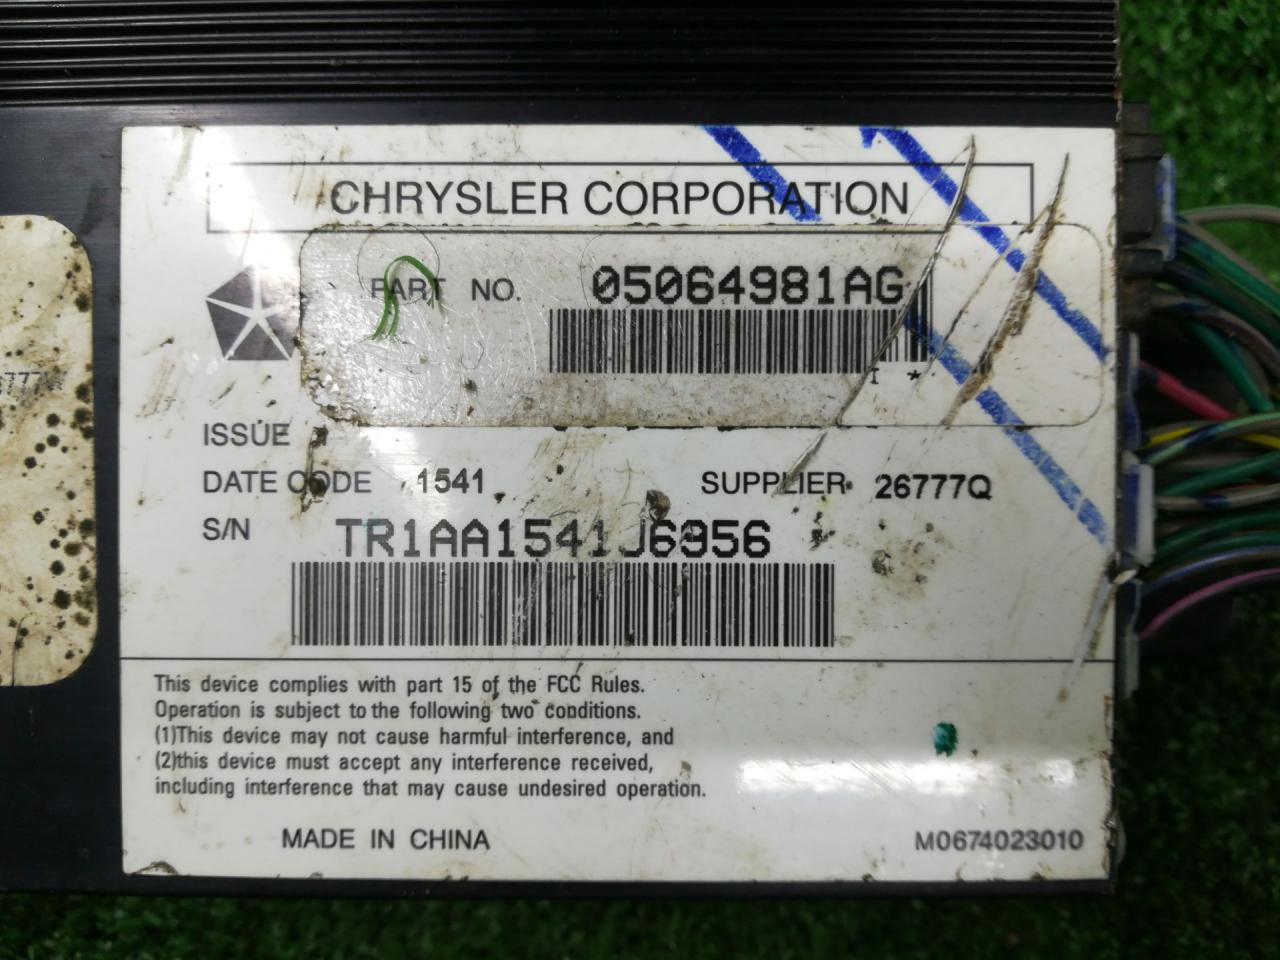 CHRYSLER CORPORATION
PART NO. 05064981AG
I *
ISSUE
DATE CODE 1541 SUPPLIER 26777Q
S/N TR1AA1541J6956
This device complies with part 15 of the FCC Rules.
Operation is subject to the following two conditions.
(1)This device may not cause harmful interference, and
(2)this device must accept any interference received,
including interference that may cause undesired operation.
MADE IN CHINA M0674023010